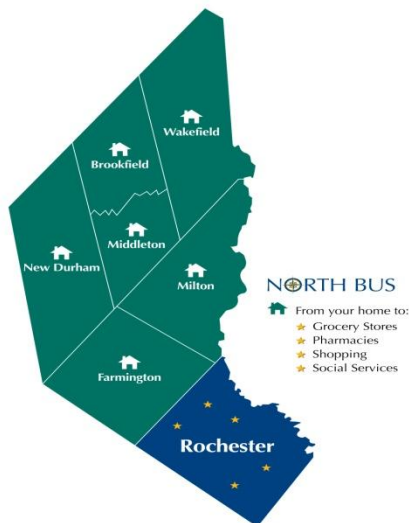 Wakefield
Brookfield
Middleton
New Durham
Milton
NORTH BUS
From your home to:
Grocery Stores
Pharmacies
Shopping
Social Services
Farmington
Rochester